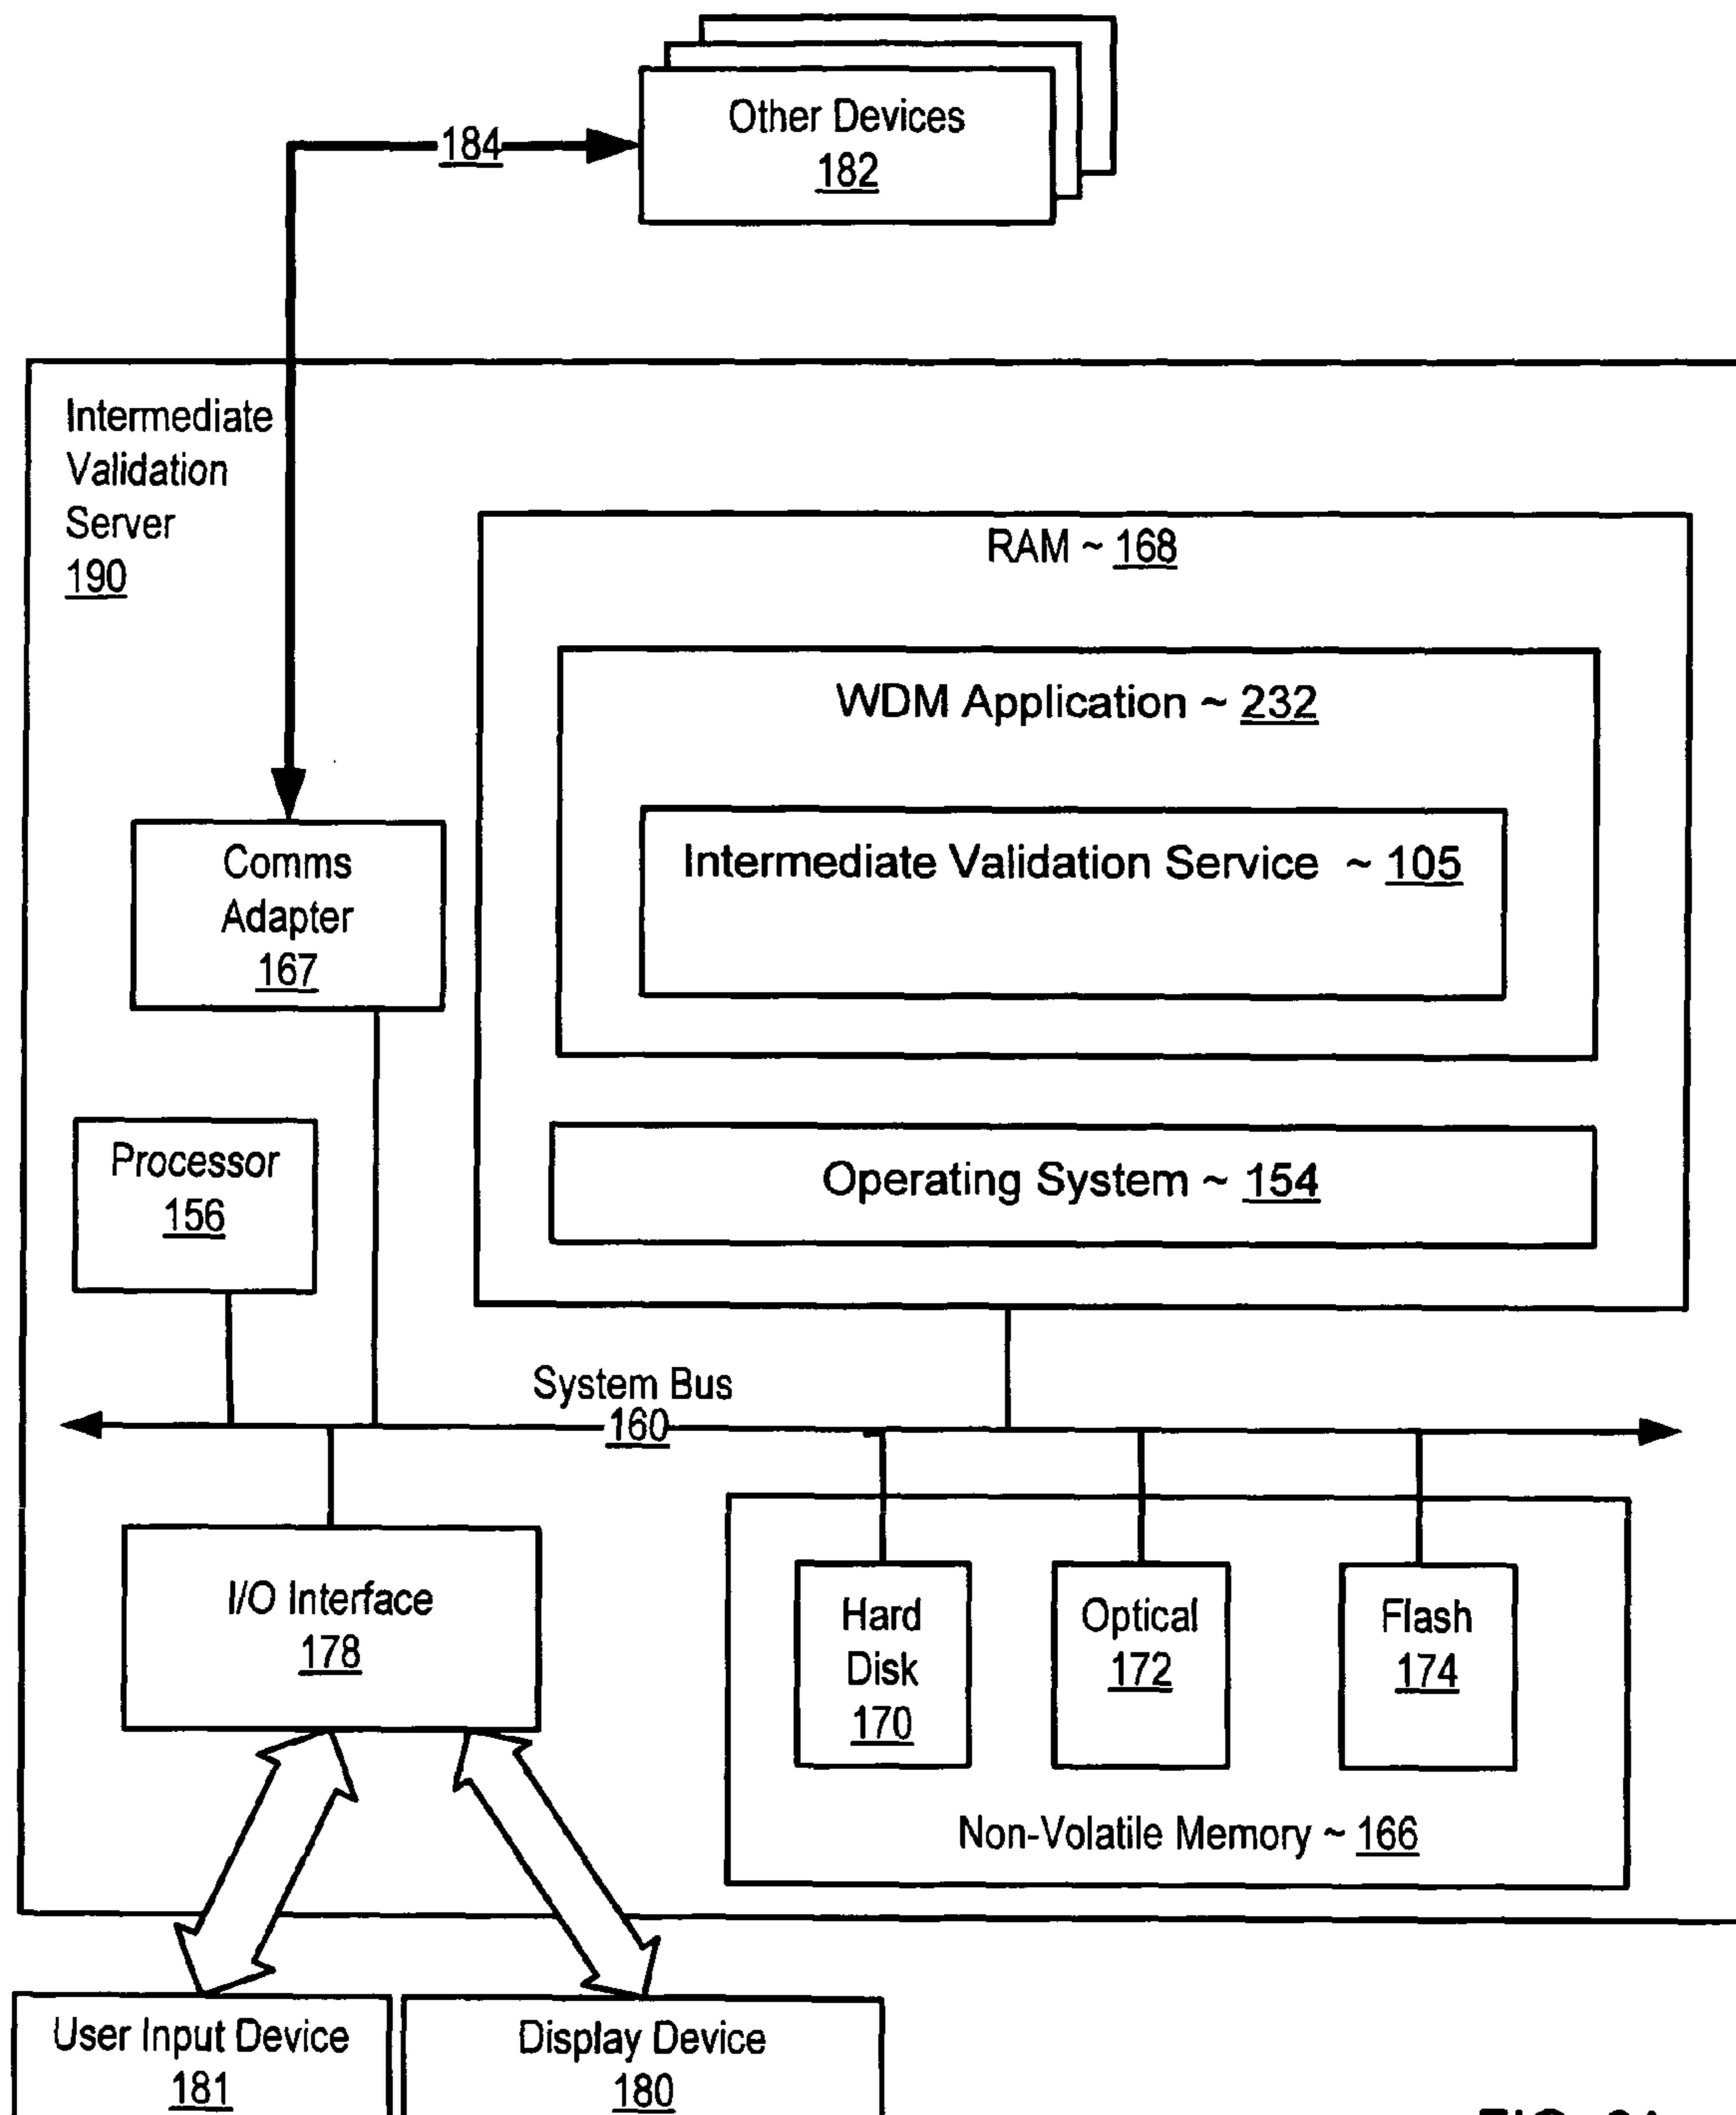 Other Devices
182
184
Intermediate
Validation
Server
190
RAM ~ 168
WDM Application ~ 232
Intermediate Validation Service ~ 105
Comms
Adapter
167
Processor
156
Operating System ~ 154
System Bus
160
I/O Interface
178
Hard
Disk
170
Optical
172
Flash
174
Non-Volatile Memory ~ 166
User Input Device
181
Display Device
180